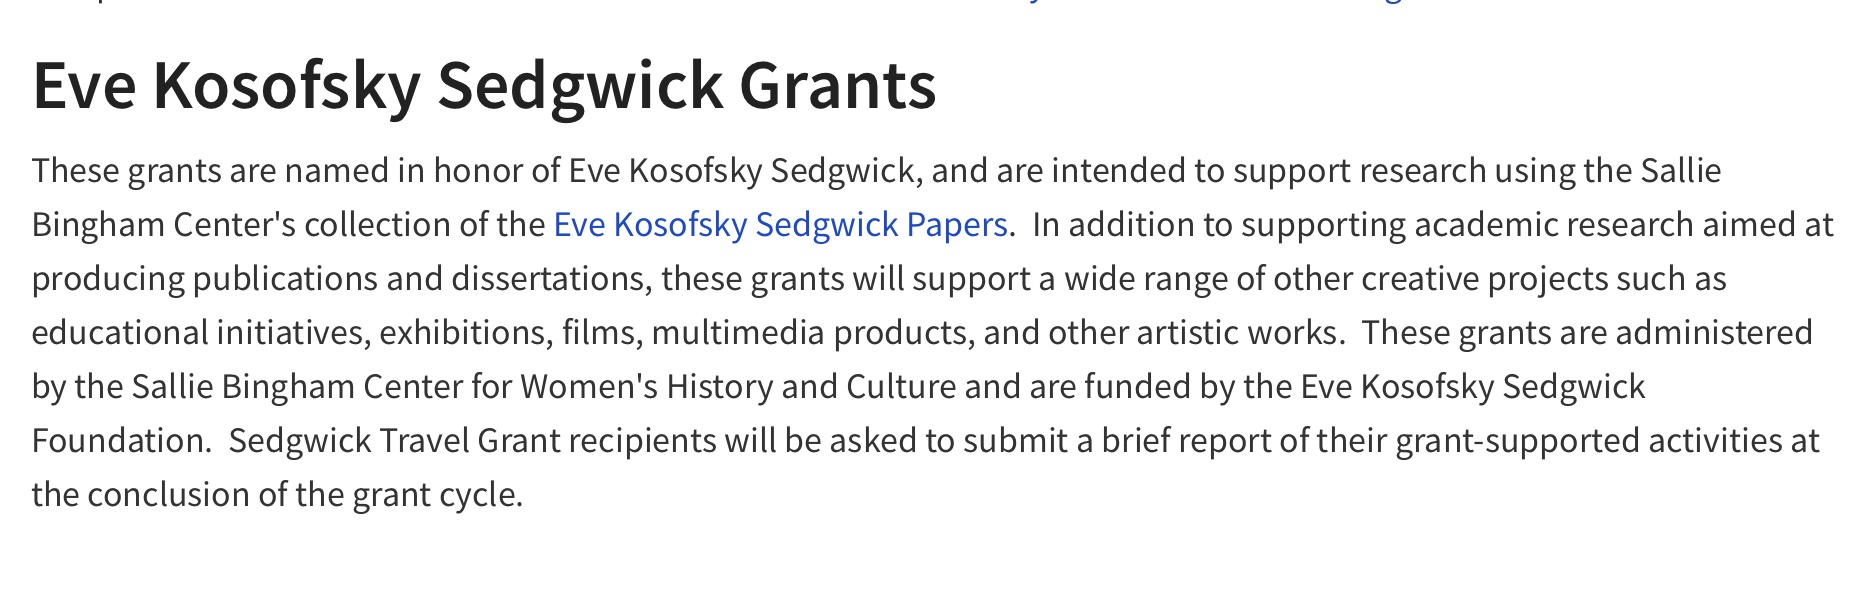 Eve Kosofsky Sedgwick Grants
These grants are named in honor of Eve Kosofsky Sedgwick, and are intended to support research using the Sallie
Bingham Center's collection of the Eve Kosofsky Sedgwick Papers.  In addition to supporting academic research aimed at
producing publications and dissertations, these grants will support a wide range of other creative projects such as
educational initiatives, exhibitions, films, multimedia products, and other artistic works.  These grants are administered
by the Sallie Bingham Center for Women's History and Culture and are funded by the Eve Kosofsky Sedgwick
Foundation.  Sedgwick Travel Grant recipients will be asked to submit a brief report of their grant-supported activities at
the conclusion of the grant cycle.